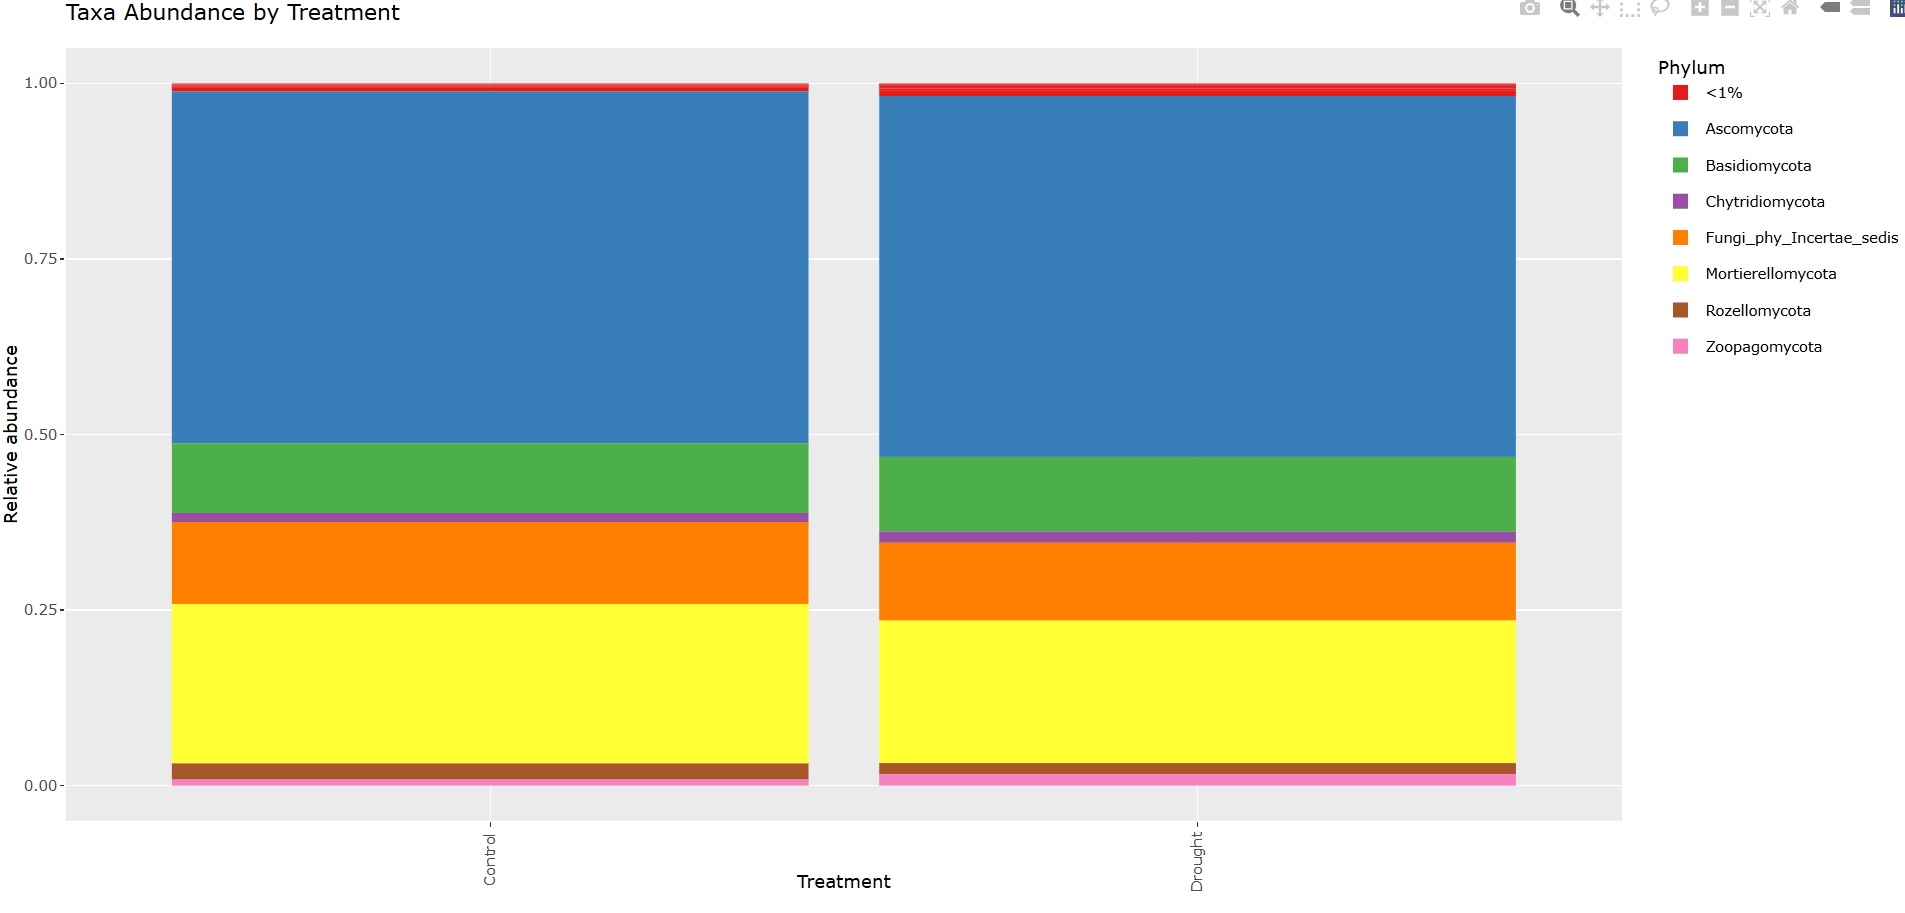 Taxa Abundance by Treatment
Phylum
<1%
Ascomycota
Basidiomycota
Chytridiomycota
Fungi_phy_Incertae_sedis
Mortierellomycota
Rozellomycota
Zoopagomycota
Relative abundance
1.00
0.75
0.50
0.25
0.00
Control
Drought
Treatment